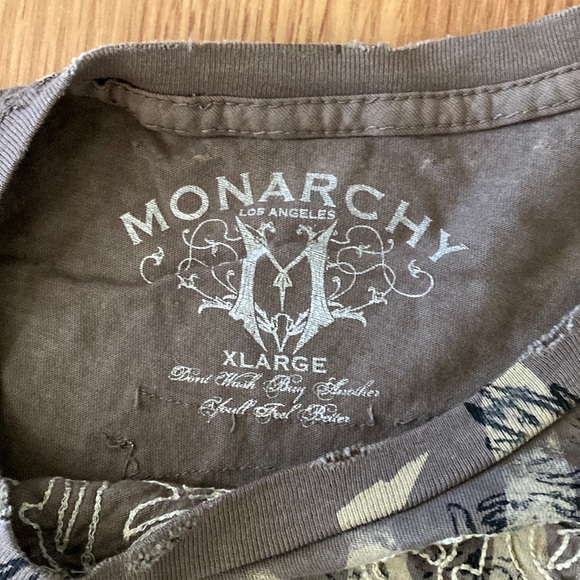 MONARCHY
LOS ANGELES
M
XLARGE
Dont Wash Buy Another
You'll Feel Better